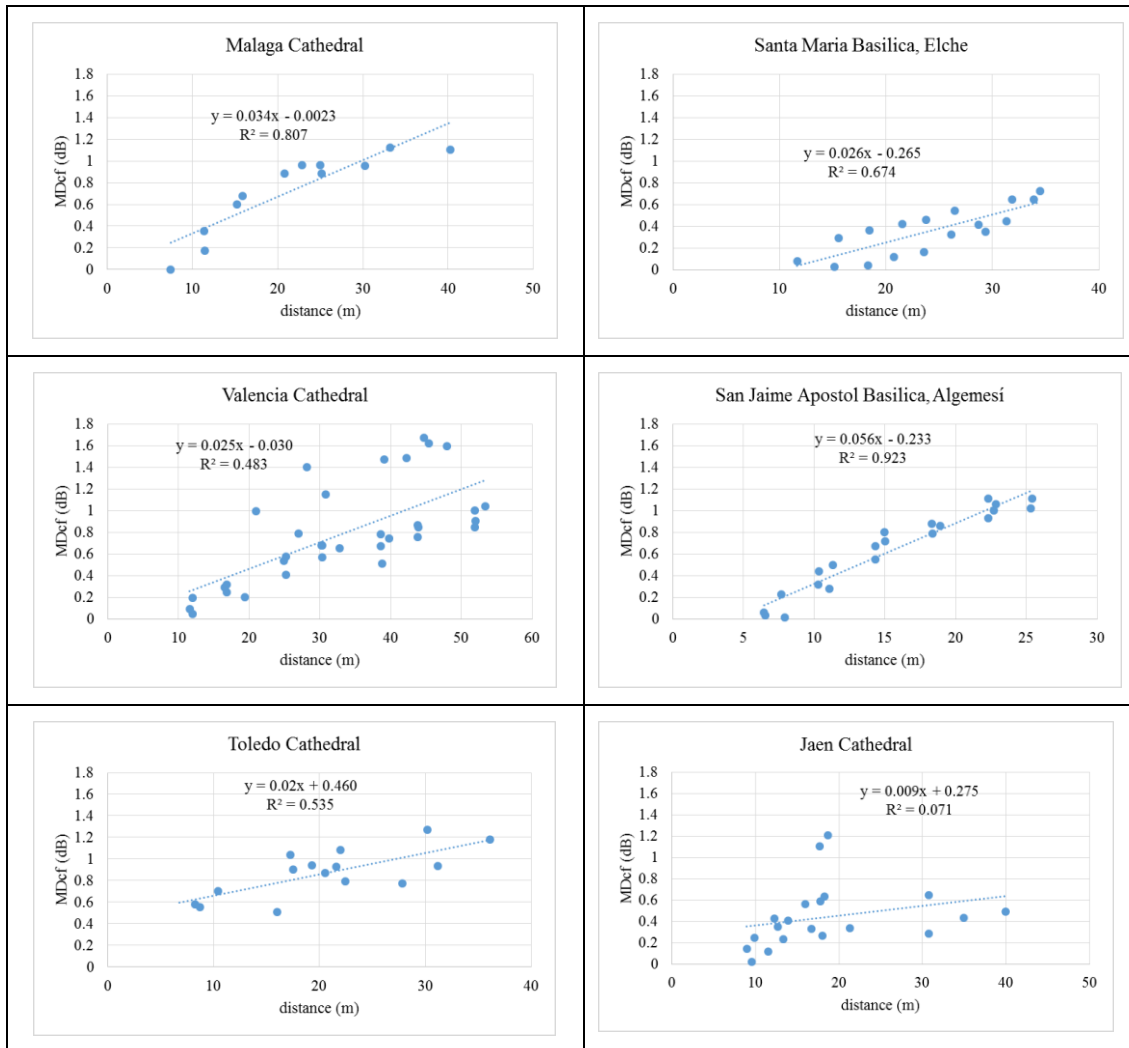 Malaga Cathedral
1.8
1.6
1.4
1.2
1
0.8
0.6
0.4
0.2
0
MDcf (dB)
y = 0.034x - 0.0023
R² = 0.807
0 10 20 30 40 50
distance (m)
Santa Maria Basilica, Elche
1.8
1.6
1.4
1.2
1
0.8
0.6
0.4
0.2
0
MDcf (dB)
y = 0.026x - 0.265
R² = 0.674
0 10 20 30 40
distance (m)
Valencia Cathedral
1.8
1.6
1.4
1.2
1
0.8
0.6
0.4
0.2
0
MDcf (dB)
y = 0.025x - 0.030
R² = 0.483
0 10 20 30 40 50 60
distance (m)
San Jaime Apostol Basilica, Algemesí
1.8
1.6
1.4
1.2
1
0.8
0.6
0.4
0.2
0
MDcf (dB)
y = 0.056x - 0.233
R² = 0.923
0 5 10 15 20 25 30
distance (m)
Toledo Cathedral
1.8
1.6
1.4
1.2
1
0.8
0.6
0.4
0.2
0
MDcf (dB)
y = 0.02x + 0.460
R² = 0.535
0 10 20 30 40
distance (m)
Jaen Cathedral
1.8
1.6
1.4
1.2
1
0.8
0.6
0.4
0.2
0
MDcf (dB)
y = 0.009x + 0.275
R² = 0.071
0 10 20 30 40 50
distance (m)